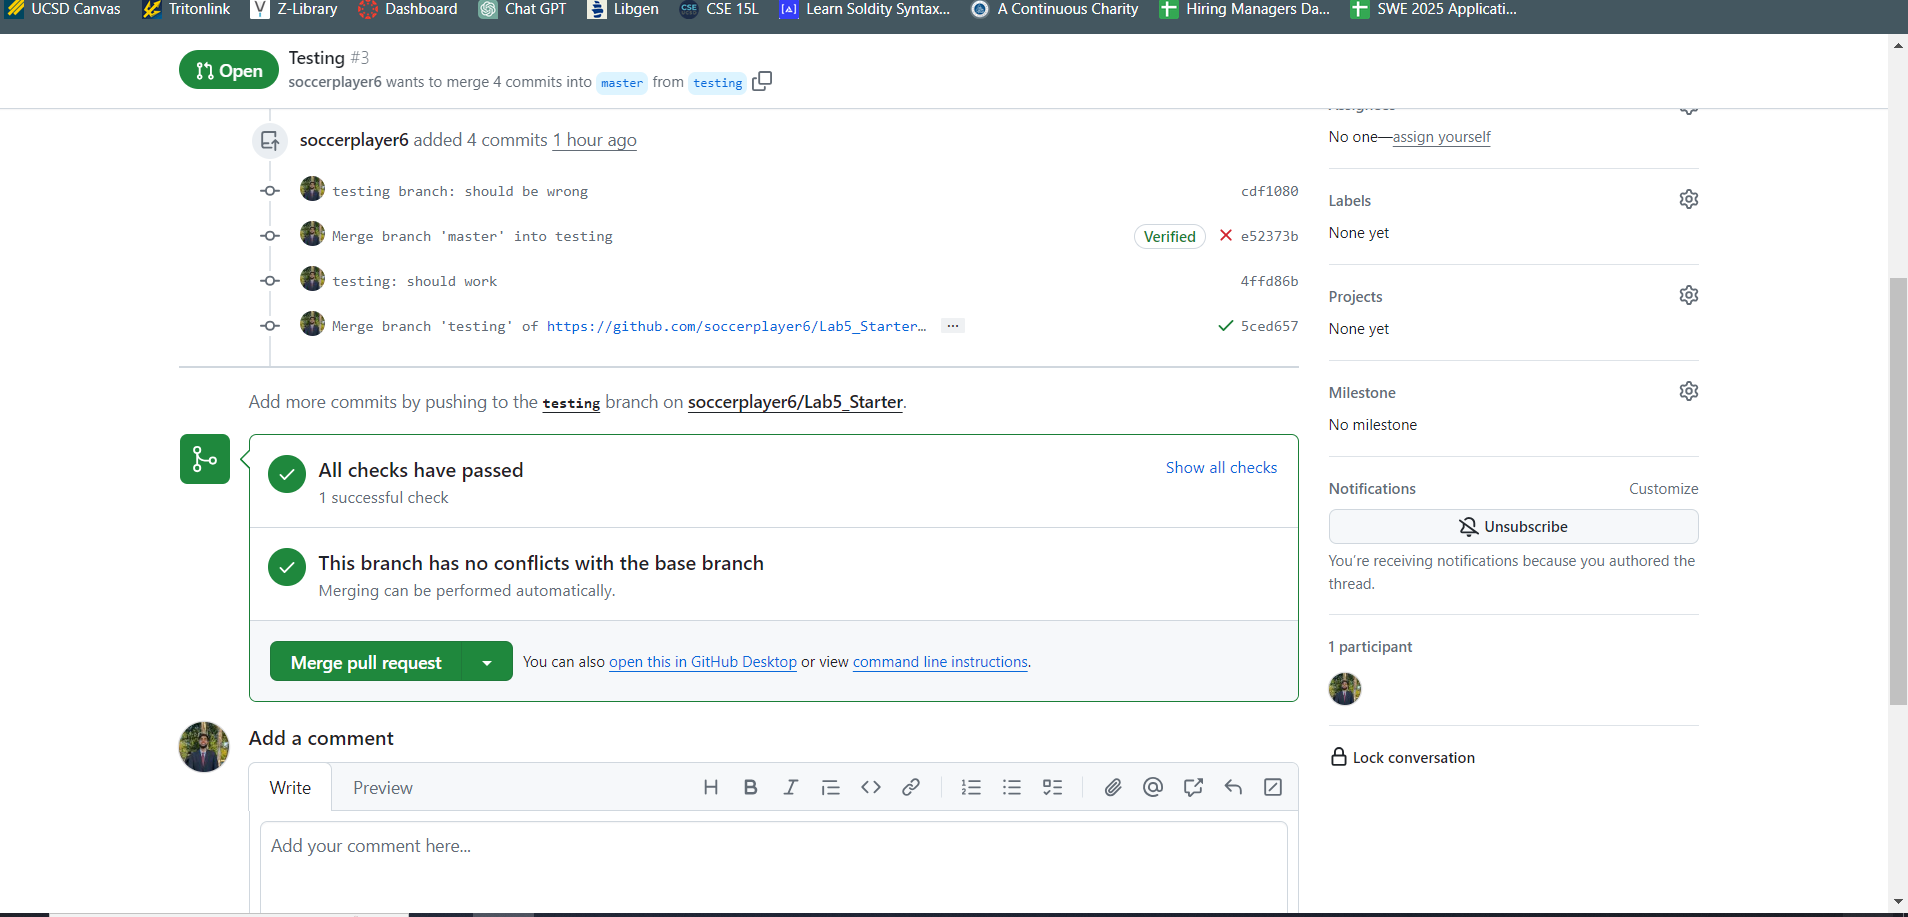 UCSD Canvas Tritonlink Z-Library Dashboard Chat GPT Libgen CSE 15L Learn Soldity Syntax... A Continuous Charity Hiring Managers Da... SWE 2025 Applicati...
Open
Testing #3
soccerplayer6 wants to merge 4 commits into master from testing
soccerplayer6 added 4 commits 1 hour ago
testing branch: should be wrong cdf1080
Merge branch 'master' into testing Verified e52373b
testing: should work 4ffd86b
Merge branch 'testing' of https://github.com/soccerplayer6/Lab5_Starter… ... 5ced657
Add more commits by pushing to the testing branch on soccerplayer6/Lab5_Starter.
All checks have passed
1 successful check
Show all checks
This branch has no conflicts with the base branch
Merging can be performed automatically.
Merge pull request
You can also open this in GitHub Desktop or view command line instructions.
Add a comment
Write Preview
Add your comment here...
Assignees
No one—assign yourself
Labels
None yet
Projects
None yet
Milestone
No milestone
Notifications Customize
Unsubscribe
You're receiving notifications because you authored the
thread.
1 participant
Lock conversation